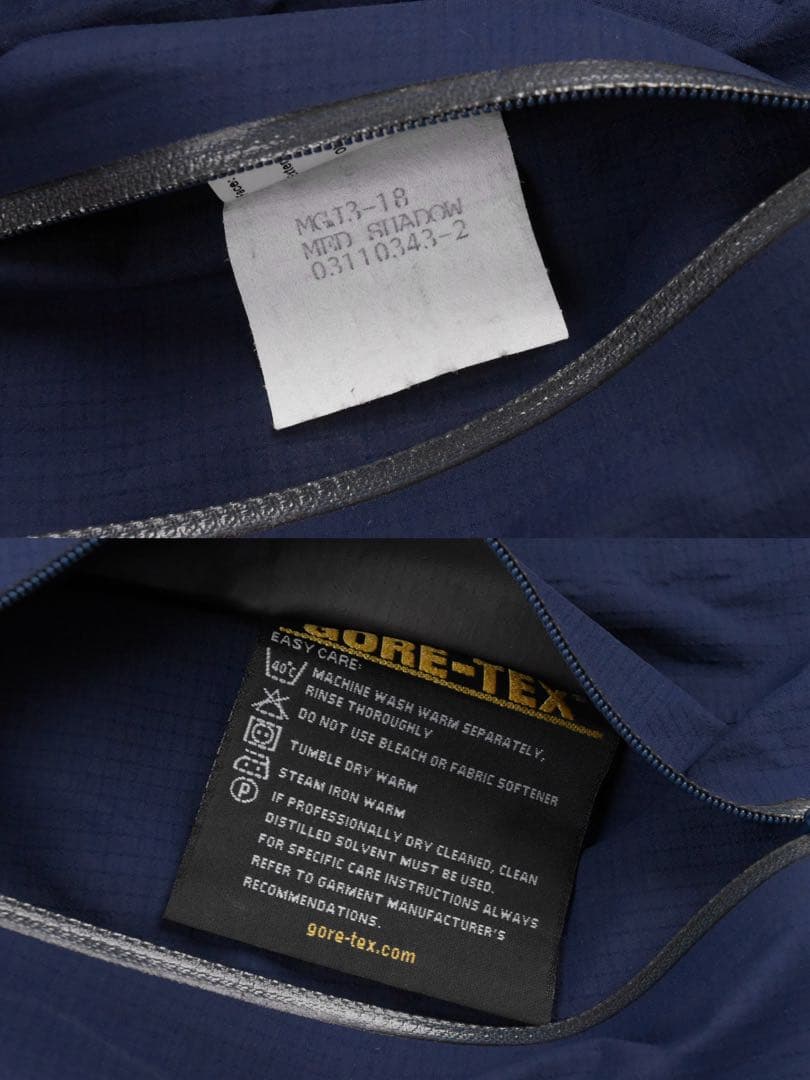 MGJ3-18
MED SHADOW
03110343-2
GORE-TEX
EASY CARE:
40°C
MACHINE WASH WARM SEPARATELY,
RINSE THOROUGHLY
DO NOT USE BLEACH OR FABRIC SOFTENER
TUMBLE DRY WARM
STEAM IRON WARM
P
IF PROFESSIONALLY DRY CLEANED, CLEAN
DISTILLED SOLVENT MUST BE USED.
FOR SPECIFIC CARE INSTRUCTIONS ALWAYS
REFER TO GARMENT MANUFACTURER'S
RECOMMENDATIONS.
gore-tex.com